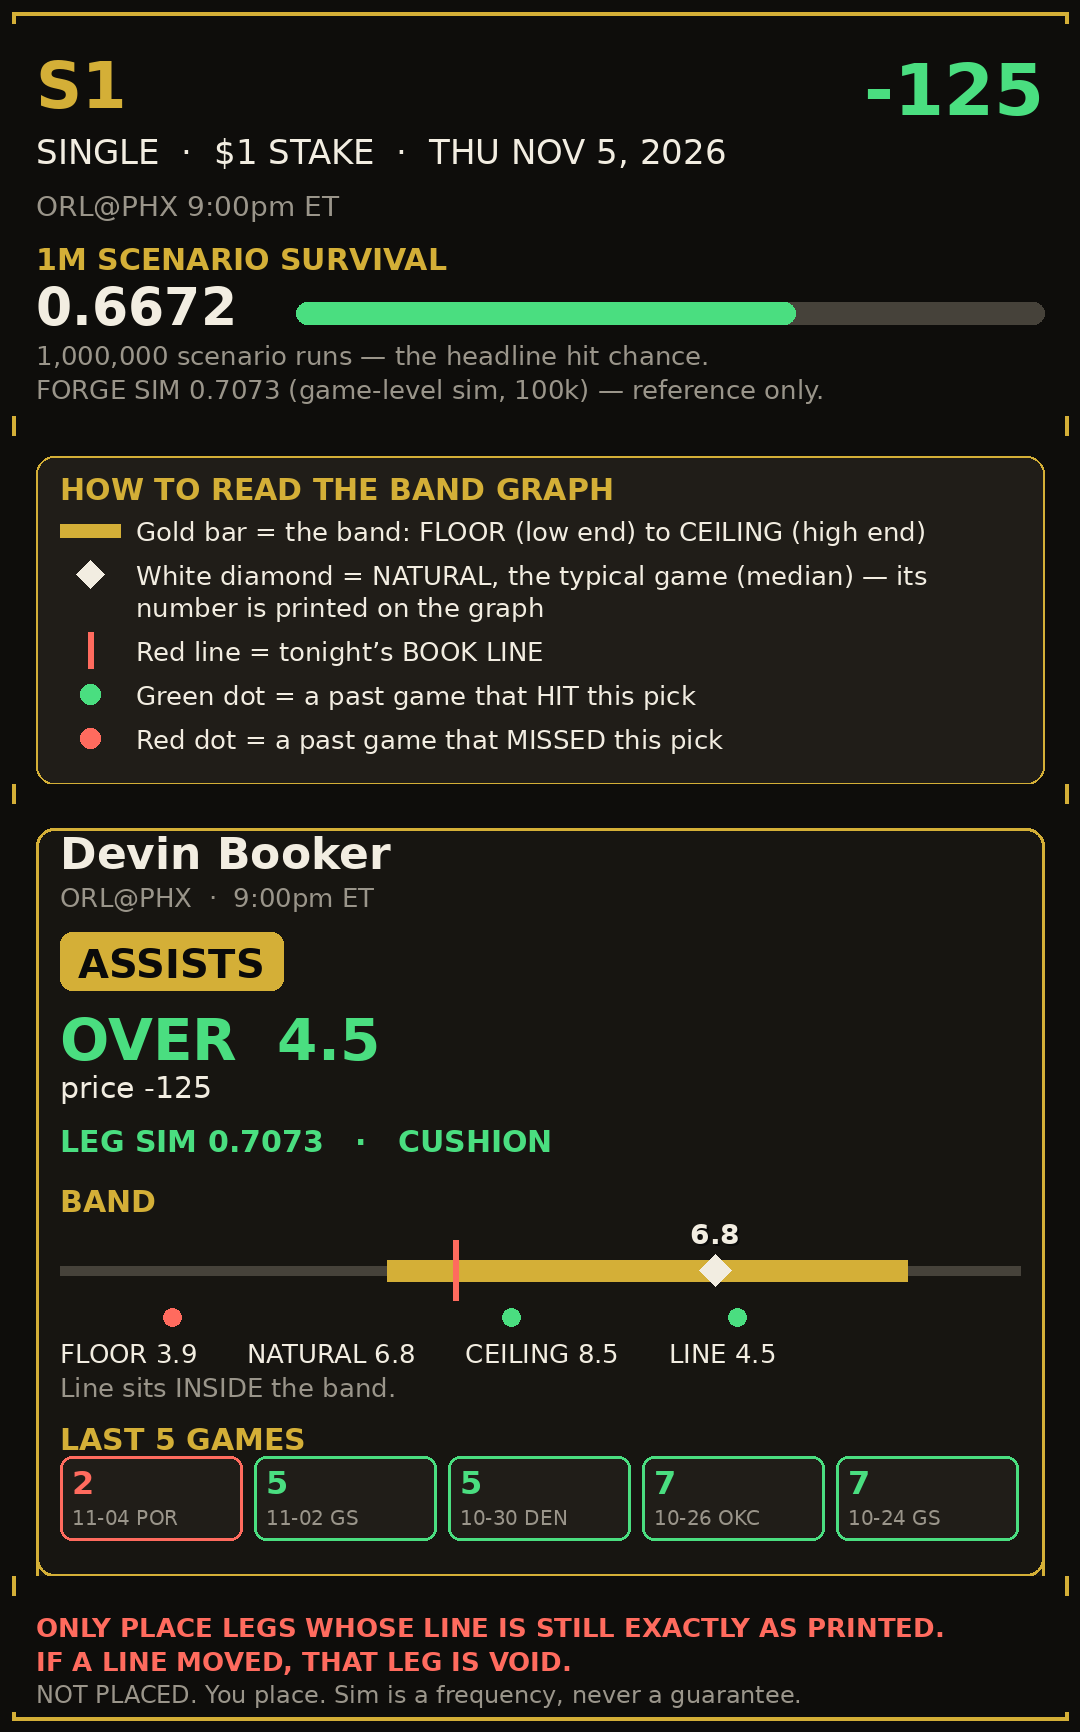 S1
-125
SINGLE · $1 STAKE · THU NOV 5, 2026
ORL@PHX 9:00pm ET
1M SCENARIO SURVIVAL
0.6672
1,000,000 scenario runs — the headline hit chance.
FORGE SIM 0.7073 (game-level sim, 100k) — reference only.
HOW TO READ THE BAND GRAPH
Gold bar = the band: FLOOR (low end) to CEILING (high end)
White diamond = NATURAL, the typical game (median) — its
number is printed on the graph
Red line = tonight’s BOOK LINE
Green dot = a past game that HIT this pick
Red dot = a past game that MISSED this pick
Devin Booker
ORL@PHX · 9:00pm ET
ASSISTS
OVER 4.5
price -125
LEG SIM 0.7073 · CUSHION
BAND
6.8
FLOOR 3.9 NATURAL 6.8 CEILING 8.5 LINE 4.5
Line sits INSIDE the band.
LAST 5 GAMES
2 5 5 7 7
11-04 POR 11-02 GS 10-30 DEN 10-26 OKC 10-24 GS
ONLY PLACE LEGS WHOSE LINE IS STILL EXACTLY AS PRINTED.
IF A LINE MOVED, THAT LEG IS VOID.
NOT PLACED. You place. Sim is a frequency, never a guarantee.